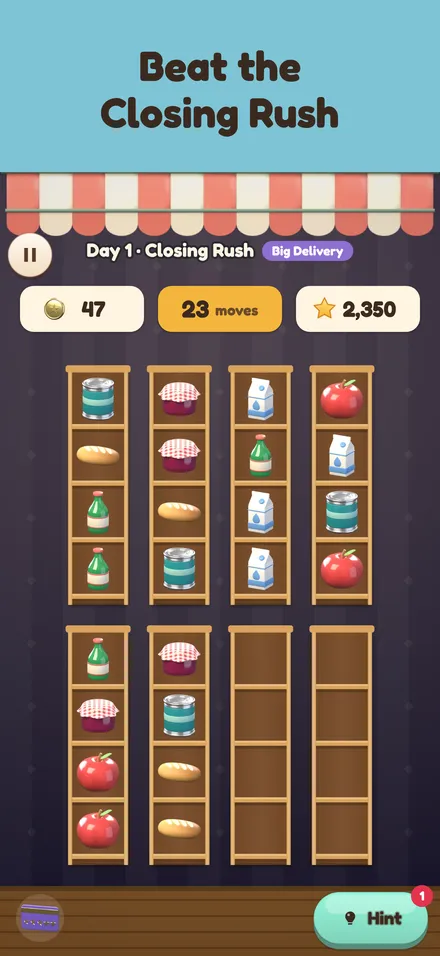 Beat the
Closing Rush
Day 1 · Closing Rush Big Delivery
47 23 moves 2,350
1
Hint